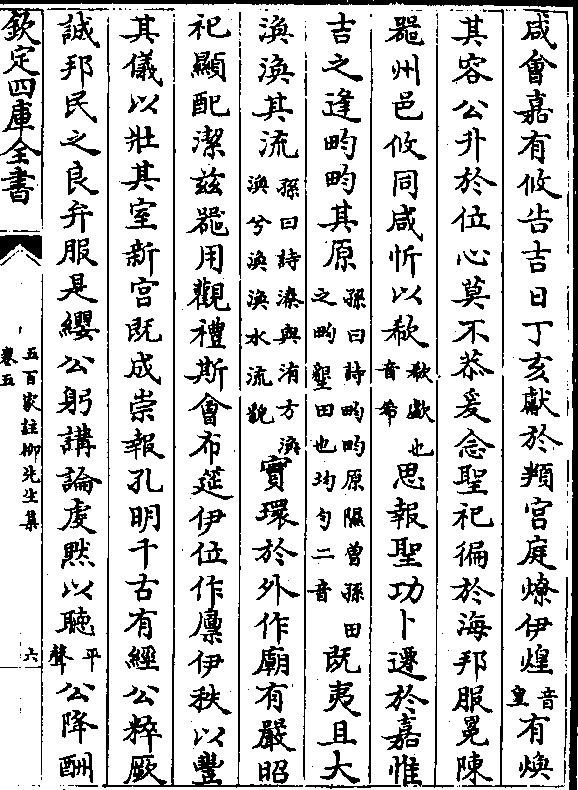 咸會嘉有攸告吉日丁亥獻於頖宮庭燎伊煌音皇有煥
其容公升於位心莫不恭爰念聖祀徧於海邦服冕陳
器州邑攸同咸忻以欷欷歔也音希思報聖功卜遷於嘉惟
吉之逢畇畇其原孫曰詩畇畇原隰曾孫田之畇墾田也均勻二音既夷且大
渙渙其流孫曰詩溱與洧方渙渙兮渙渙水流貌實環於外作廟有嚴昭
祀顯配潔茲器用觀禮斯會布筵伊位作廩伊秩以豐
其儀以壯其室新宮既成崇報孔明千古有經公粹厥
誠邦民之良弁服是纓公躬講論虔黙以聽平聲公降酬
欽定四庫全書
五百家註柳先生集
卷五
六